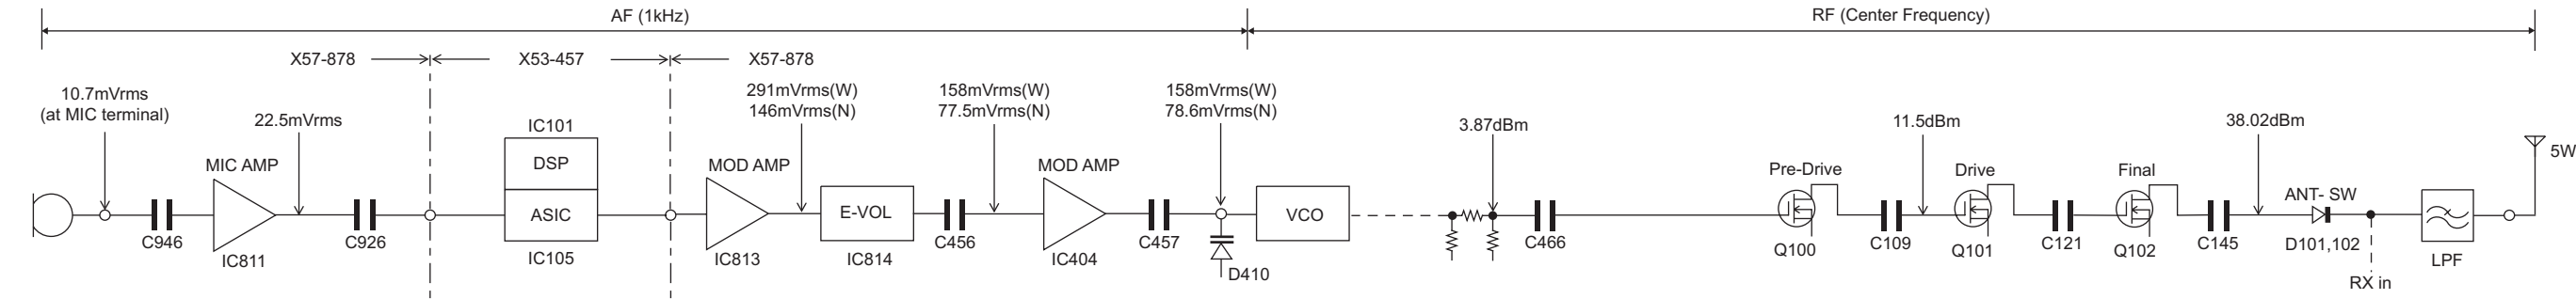 AF (1kHz)
RF (Center Frequency)
X57-878
X53-457
X57-878
10.7mVrms
(at MIC terminal)
22.5mVrms
291mVrms(W)
146mVrms(N)
158mVrms(W)
77.5mVrms(N)
158mVrms(W)
78.6mVrms(N)
3.87dBm
11.5dBm
38.02dBm
5W
C946
MIC AMP
IC811
C926
IC101
DSP
ASIC
IC105
MOD AMP
IC813
E-VOL
IC814
C456
MOD AMP
IC404
C457
D410
VCO
C466
Pre-Drive
Q100
C109
Drive
Q101
C121
Final
Q102
C145
ANT- SW
D101,102
RX in
LPF